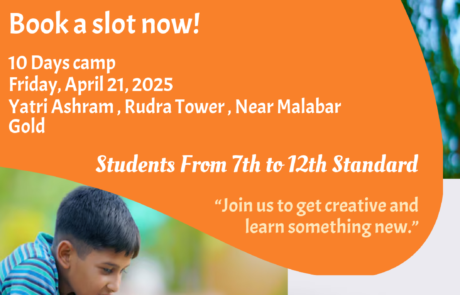 Book a slot now!
10 Days camp
Friday, April 21, 2025
Yatri Ashram , Rudra Tower , Near Malabar
Gold
Students From 7th to 12th Standard
“Join us to get creative and
learn something new.”